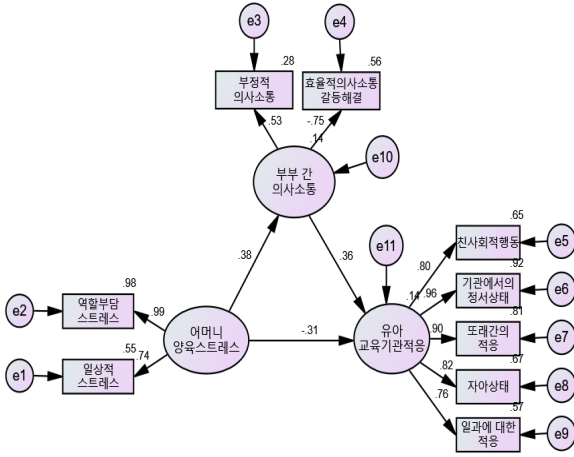 e3
e4
.28
.56
부정적
의사소통
효율적의사소통
갈등해결
.53
-.75
.14
e10
부부 간
의사소통
e11
.65
친사회적행동
e5
.38
.36
.80
.92
기관에서의
정서상태
e6
.98
역할부담
스트레스
e2
.99
.14
.96
.81
어머니
양육스트레스
-.31
유아
교육기관적응
.90
또래간의
적응
e7
.55
.74
일상적
스트레스
e1
.82
.67
자아상태
e8
.76
.57
일과에 대한
적응
e9